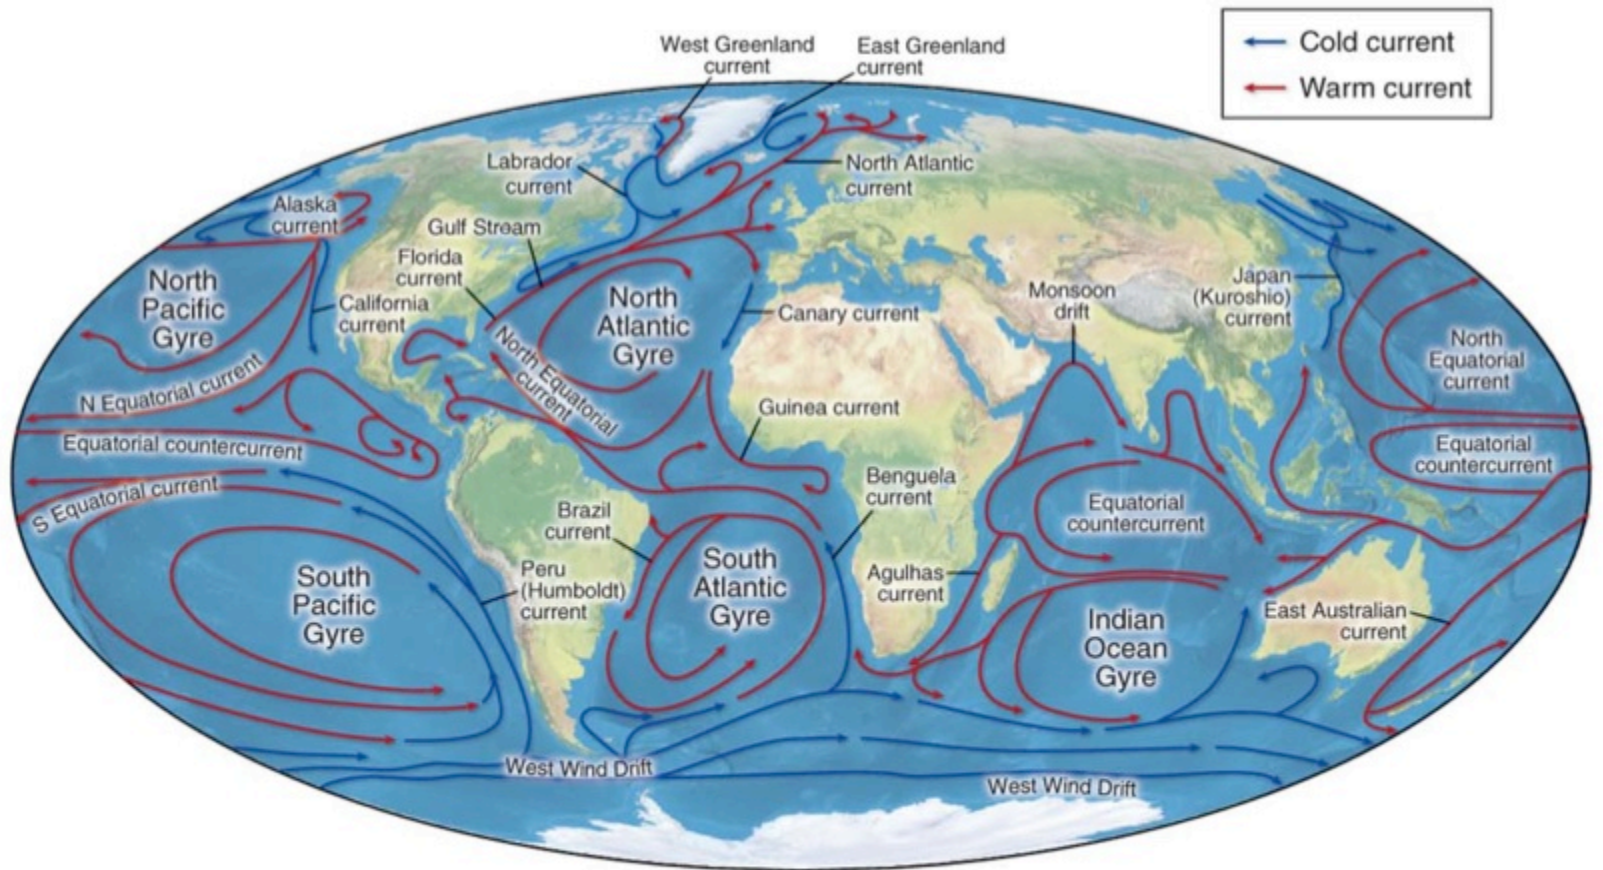 Cold current
Warm current
West Greenland
current
East Greenland
current
Labrador
current
North Atlantic
current
Alaska
current
Gulf Stream
Florida
current
North
Pacific
Gyre
California
current
North
Atlantic
Gyre
Canary current
Monsoon
drift
Japan
(Kuroshio)
current
North
Equatorial
current
N Equatorial current
North Equatorial
current
Guinea current
Equatorial countercurrent
Equatorial
countercurrent
S Equatorial current
Benguela
current
Equatorial
countercurrent
Brazil
current
South
Pacific
Gyre
Peru
(Humboldt)
current
South
Atlantic
Gyre
Agulhas
current
Indian
Ocean
Gyre
East Australian
current
West Wind Drift
West Wind Drift